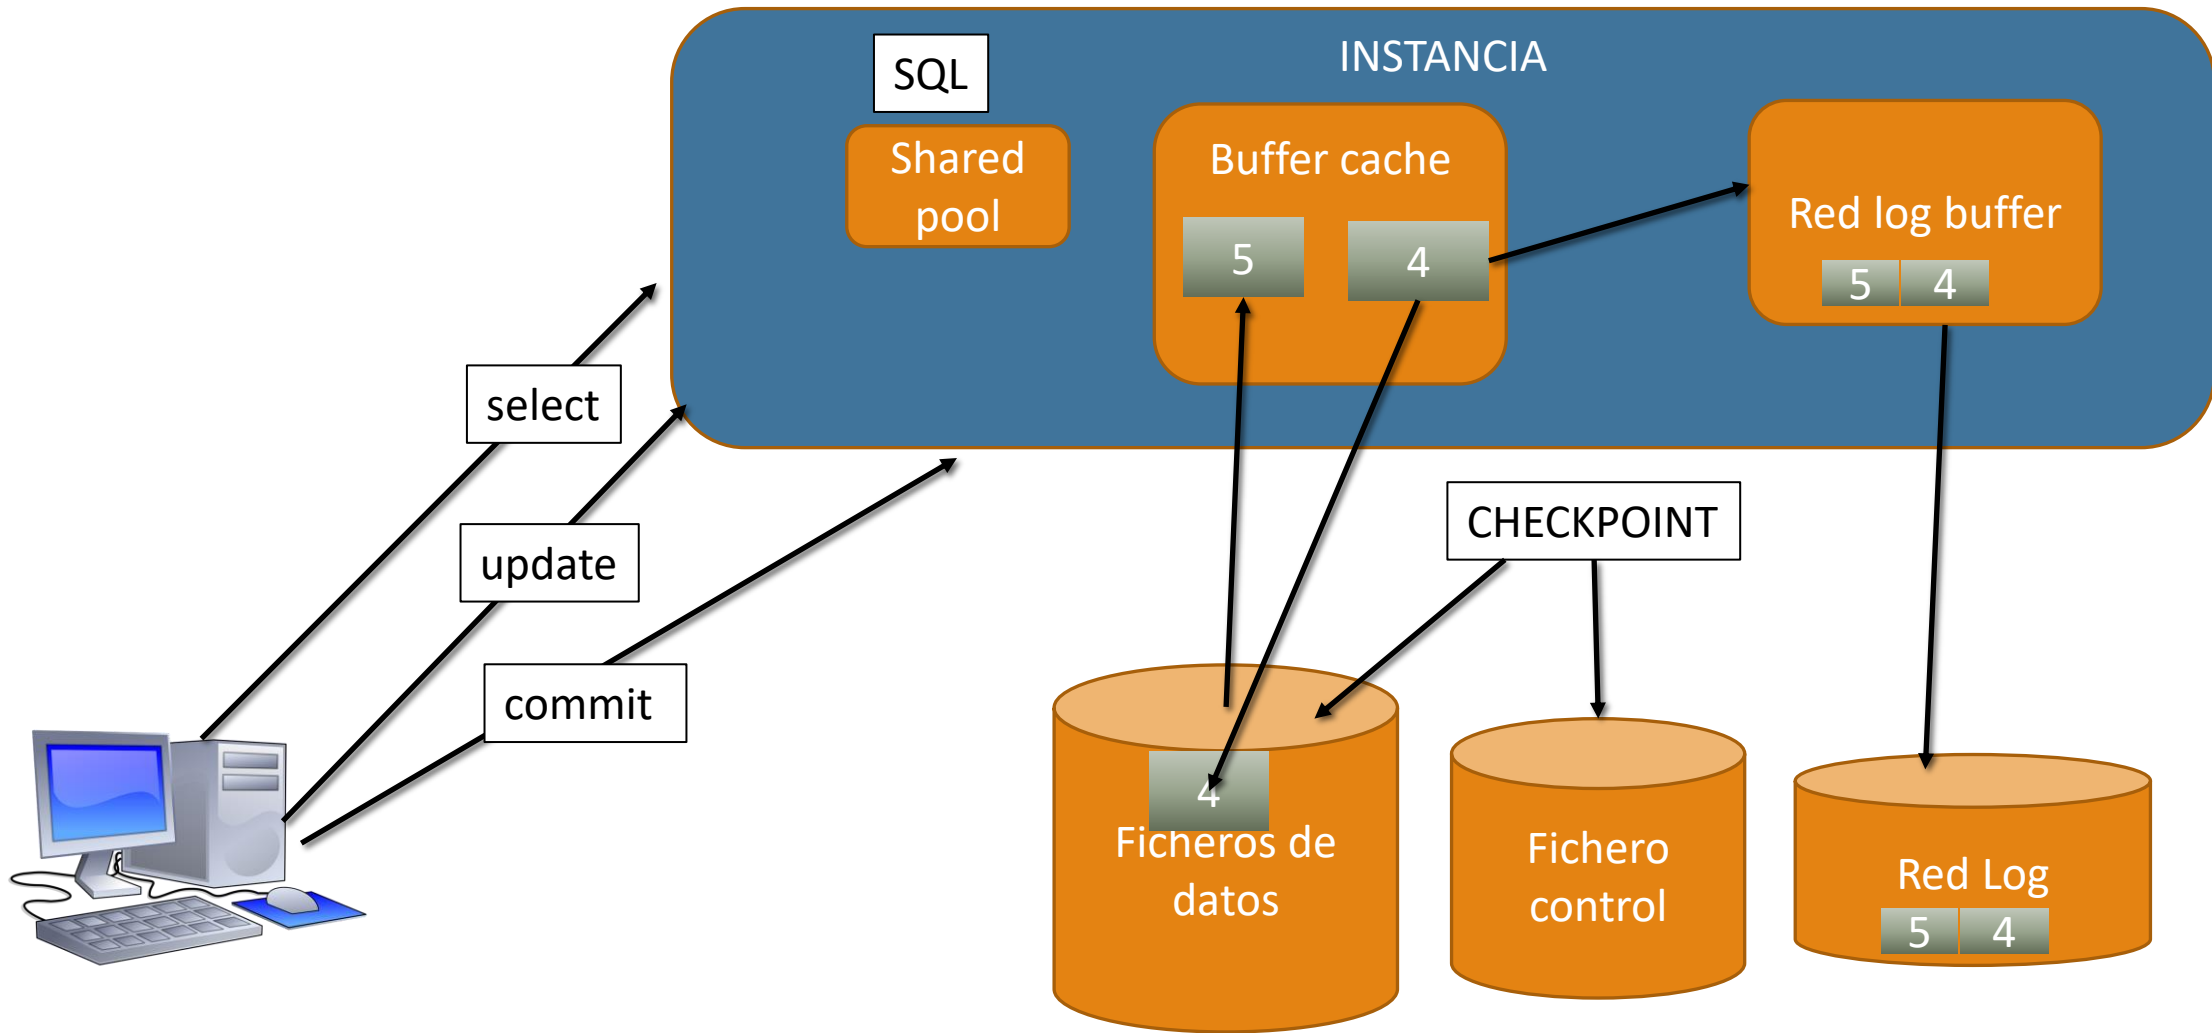 INSTANCIA
SQL
Shared
pool
Buffer cache
5
4
Red log buffer
5 4
select
update
commit
CHECKPOINT
4
Ficheros de
datos
Fichero
control
Red Log
5 4